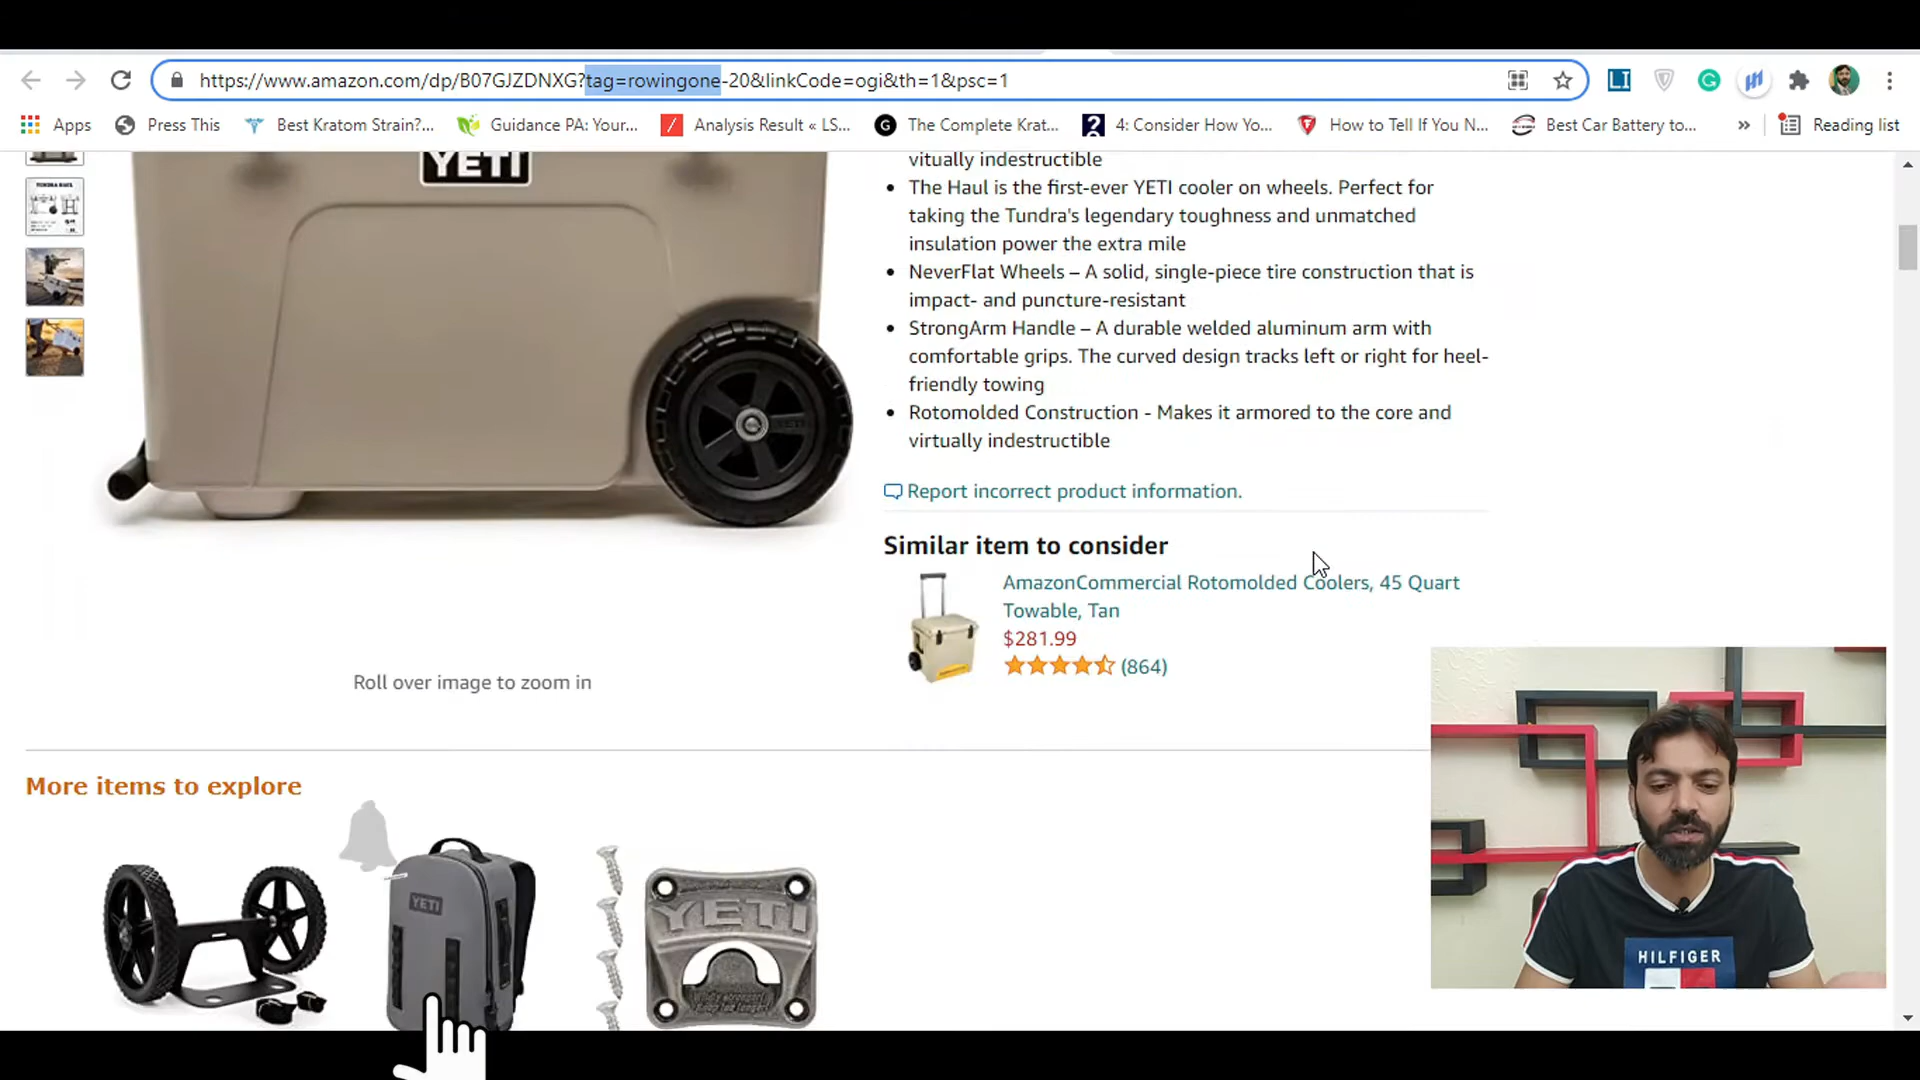 https://www.amazon.com/dp/B07GJZDNXG?tag=rowingone-20&linkCode=ogi&th=1&psc=1
Apps Press This Best Kratom Strain?... Guidance PA: Your... Analysis Result « LS... The Complete Krat... 4: Consider How Yo... How to Tell If You N... Best Car Battery to... » Reading list
YETI
vitually indestructible
• The Haul is the first-ever YETI cooler on wheels. Perfect for
taking the Tundra's legendary toughness and unmatched
insulation power the extra mile
• NeverFlat Wheels – A solid, single-piece tire construction that is
impact- and puncture-resistant
• StrongArm Handle – A durable welded aluminum arm with
comfortable grips. The curved design tracks left or right for heel-
friendly towing
• Rotomolded Construction - Makes it armored to the core and
virtually indestructible
Report incorrect product information.
Similar item to consider
AmazonCommercial Rotomolded Coolers, 45 Quart
Towable, Tan
$281.99
(864)
Roll over image to zoom in
More items to explore
YETI
YETI
HILFIGER